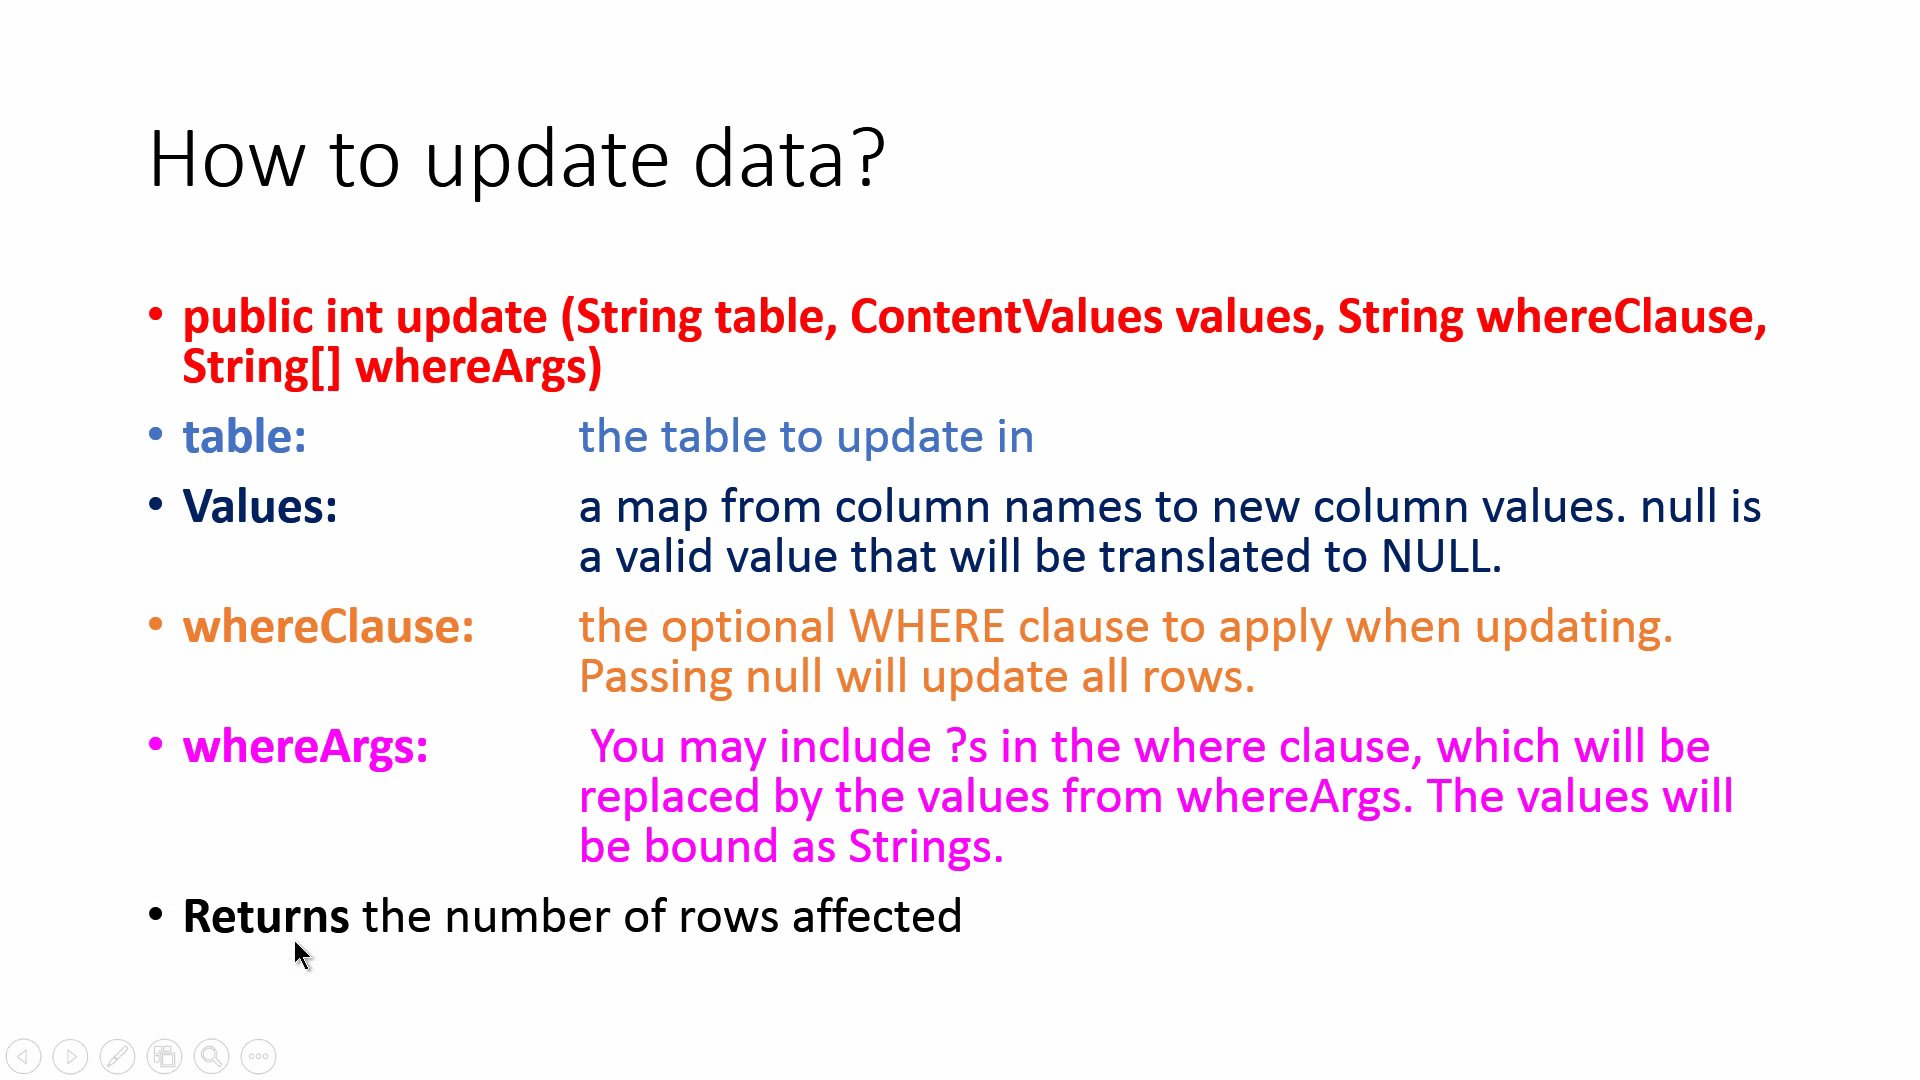 How to update data?
• public int update (String table, ContentValues values, String whereClause,
String[] whereArgs)
• table: the table to update in
• Values: a map from column names to new column values. null is
a valid value that will be translated to NULL.
• whereClause: the optional WHERE clause to apply when updating.
Passing null will update all rows.
• whereArgs: You may include ?s in the where clause, which will be
replaced by the values from whereArgs. The values will
be bound as Strings.
• Returns the number of rows affected